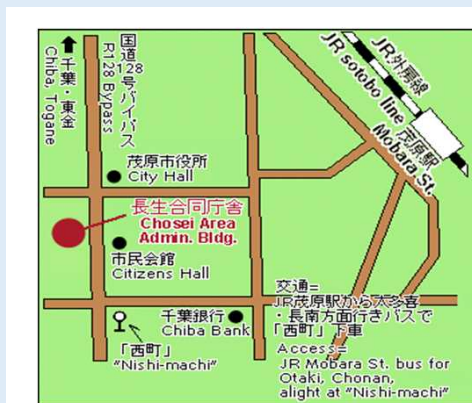 千葉・東金
Chiba, Togane
国道128
号バイパス
R128 Bypass
JR外房線
JR sotobo line
茂原駅
Mobara St.
茂原市役所
City Hall
長生合同庁舎
Chosei Area
Admin. Bldg.
市民会館
Citizens Hall
千葉銀行
Chiba Bank
「西町」
"Nishi-machi"
交通=
JR茂原駅から大多喜
・長南方面行きバスで
「西町」下車
Access=
JR Mobara St. bus for
Otaki, Chonan,
alight at "Nishi-machi"